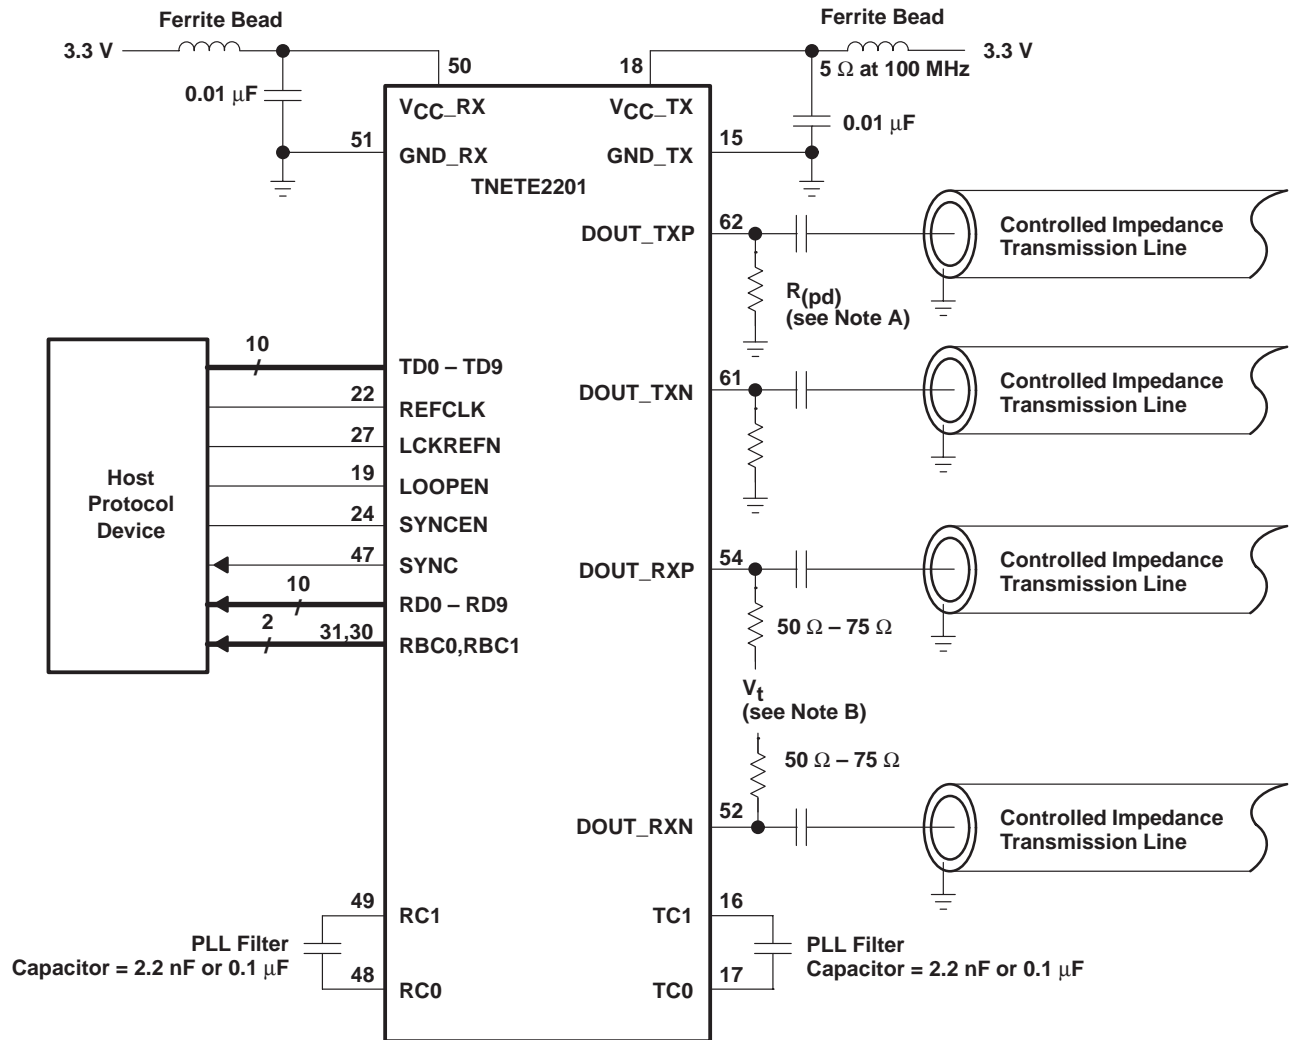 Ferrite Bead
3.3 V
0.01 μF
50
VCC_RX
51
GND_RX
Ferrite Bead
3.3 V
5 Ω at 100 MHz
18
VCC_TX
0.01 μF
15
GND_TX
TNETE2201
DOUT_TXP
62
Controlled Impedance
Transmission Line
R(pd)
(see Note A)
DOUT_TXN
61
Controlled Impedance
Transmission Line
Host
Protocol
Device
10
TD0 – TD9
22
REFCLK
27
LCKREFN
19
LOOPEN
24
SYNCEN
47
SYNC
10
RD0 – RD9
2
31,30
RBC0,RBC1
DOUT_RXP
54
Controlled Impedance
Transmission Line
50 Ω – 75 Ω
Vt
(see Note B)
50 Ω – 75 Ω
DOUT_RXN
52
Controlled Impedance
Transmission Line
49
RC1
PLL Filter
Capacitor = 2.2 nF or 0.1 μF
48
RC0
TC1
16
PLL Filter
Capacitor = 2.2 nF or 0.1 μF
TC0
17